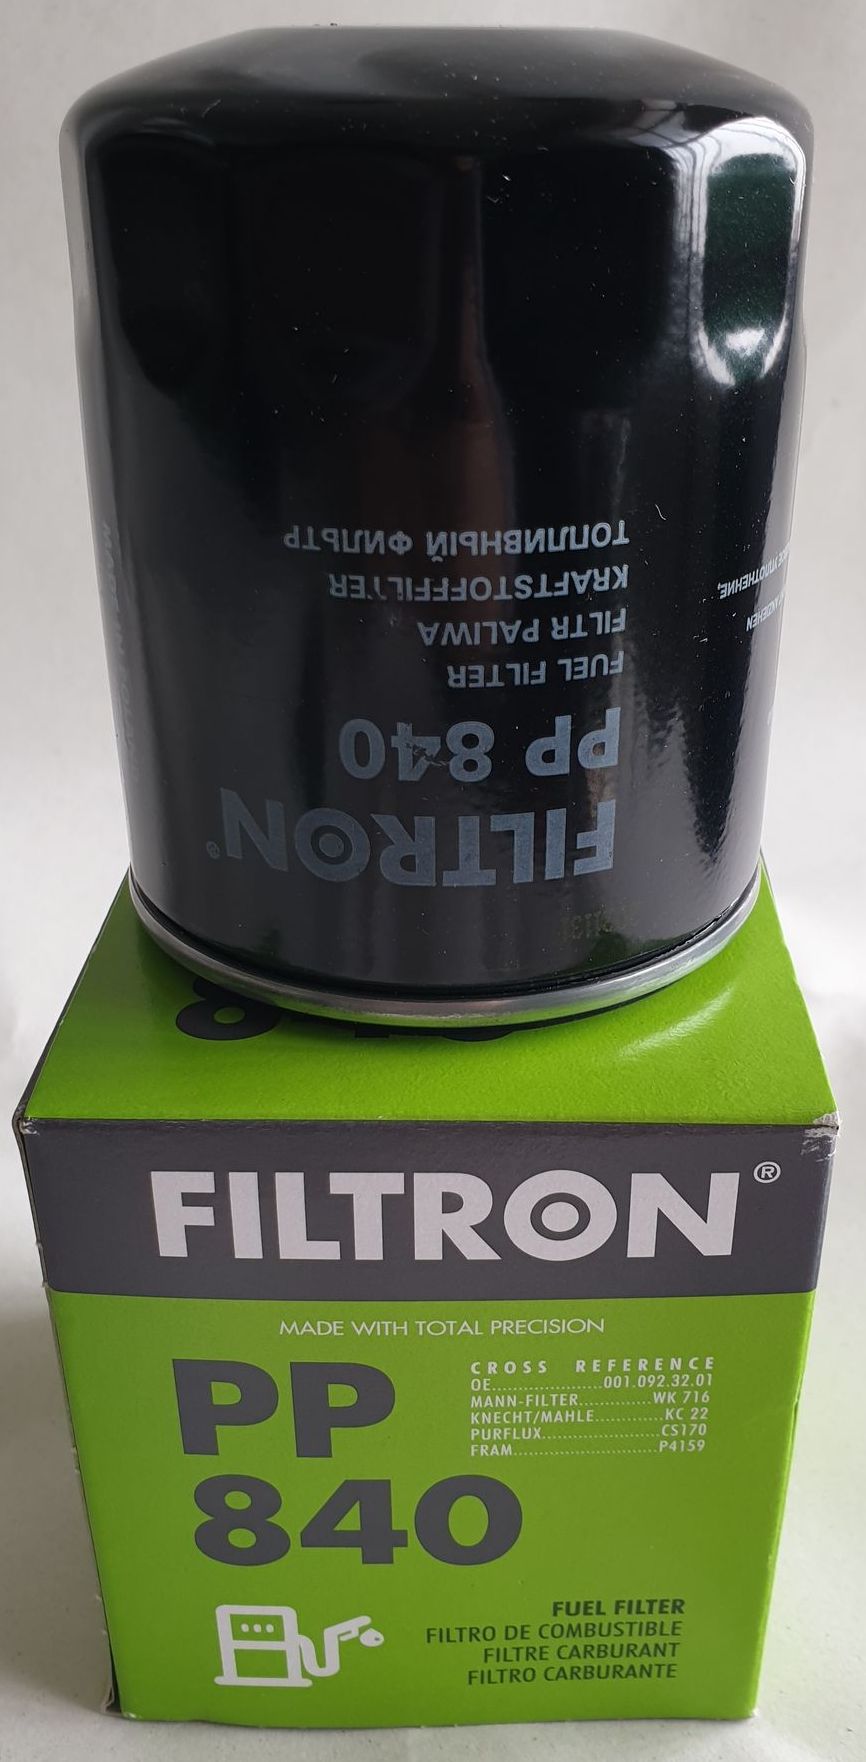 ТОПЛИВНЫЙ ФИЛЬТР
KRAFTSTOFFFILTER
FILTR PALIWA
FUEL FILTER
PP 840
FILTRON®
УПЛОТНЕНИЕ,
ANZIEHEN
FILTRON®
MADE WITH TOTAL PRECISION
PP
840
CROSS REFERENCE
OE....................001.092.32.01
MANN-FILTER.............WK 716
KNECHT/MAHLE.............KC 22
PURFLUX......................CS170
FRAM...........................P4159
FUEL FILTER
FILTRO DE COMBUSTIBLE
FILTRE CARBURANT
FILTRO CARBURANTE